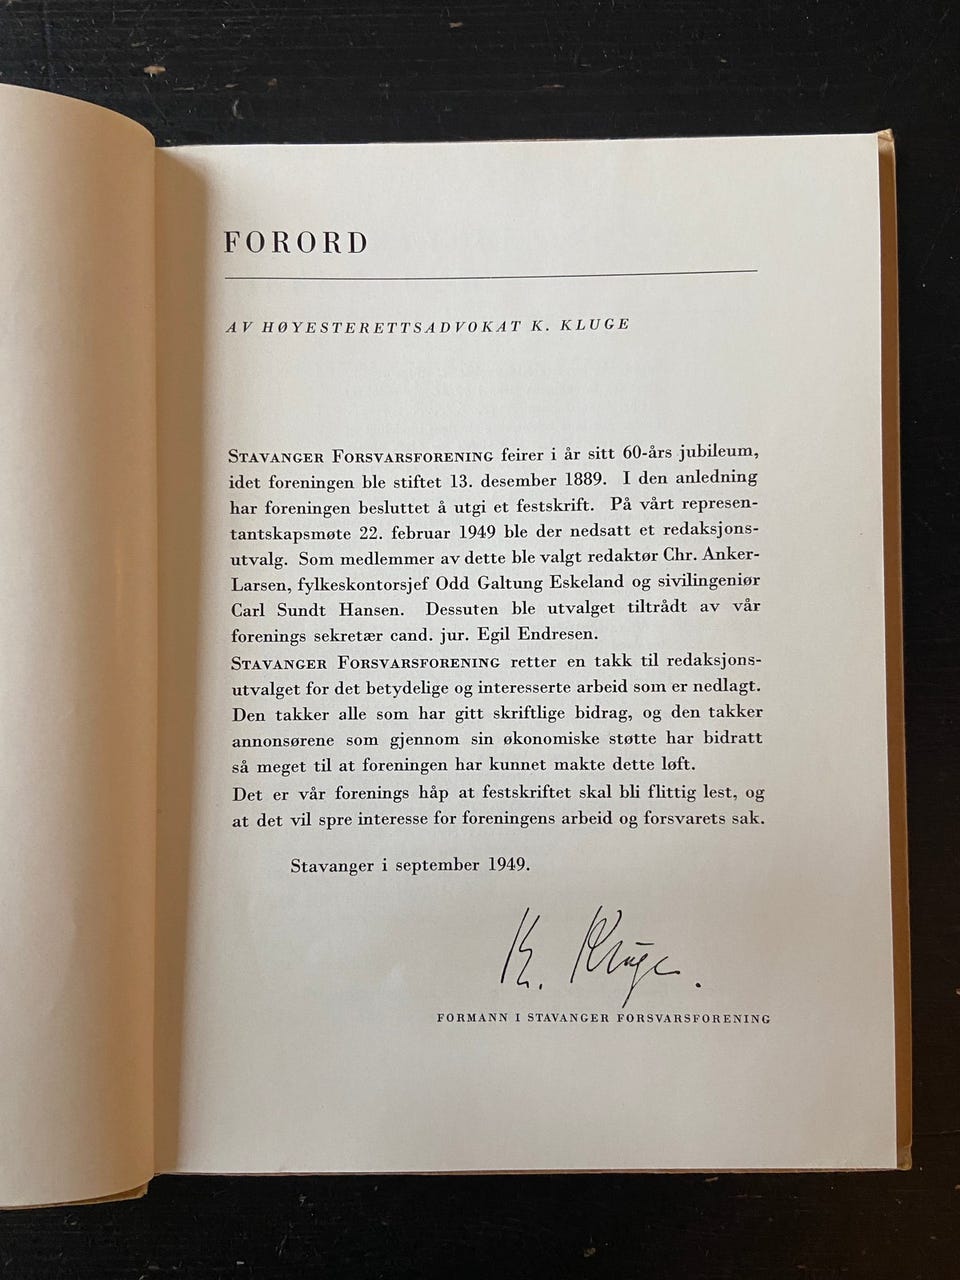 FORORD
AV HØYESTERETTSADVOKAT K. KLUGE
STAVANGER FORSVARSFORENING feirer i år sitt 60-års jubileum,
idet foreningen ble stiftet 13. desember 1889. I den anledning
har foreningen besluttet å utgi et festskrift. På vårt represen-
tantskapsmøte 22. februar 1949 ble der nedsatt et redaksjons-
utvalg. Som medlemmer av dette ble valgt redaktør Chr. Anker-
Larsen, fylkeskontorsjef Odd Galtung Eskeland og sivilingeniør
Carl Sundt Hansen. Dessuten ble utvalget tiltrådt av vår
forenings sekretær cand. jur. Egil Endresen.
STAVANGER FORSVARSFORENING retter en takk til redaksjons-
utvalget for det betydelige og interesserte arbeid som er nedlagt.
Den takker alle som har gitt skriftlige bidrag, og den takker
annonsørene som gjennom sin økonomiske støtte har bidratt
så meget til at foreningen har kunnet makte dette løft.
Det er vår forenings håp at festskriftet skal bli flittig lest, og
at det vil spre interesse for foreningens arbeid og forsvarets sak.
Stavanger i september 1949.
K. Kluge.
FORMANN I STAVANGER FORSVARSFORENING